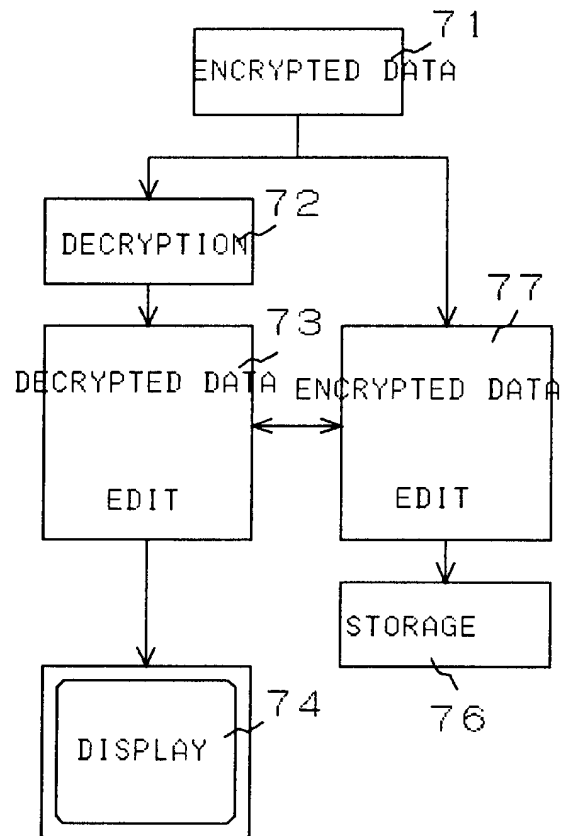 71
ENCRYPTED DATA
72
DECRYPTION
77
73
DECRYPTED DATA
ENCRYPTED DATA
EDIT
EDIT
STORAGE
76
74
DISPLAY